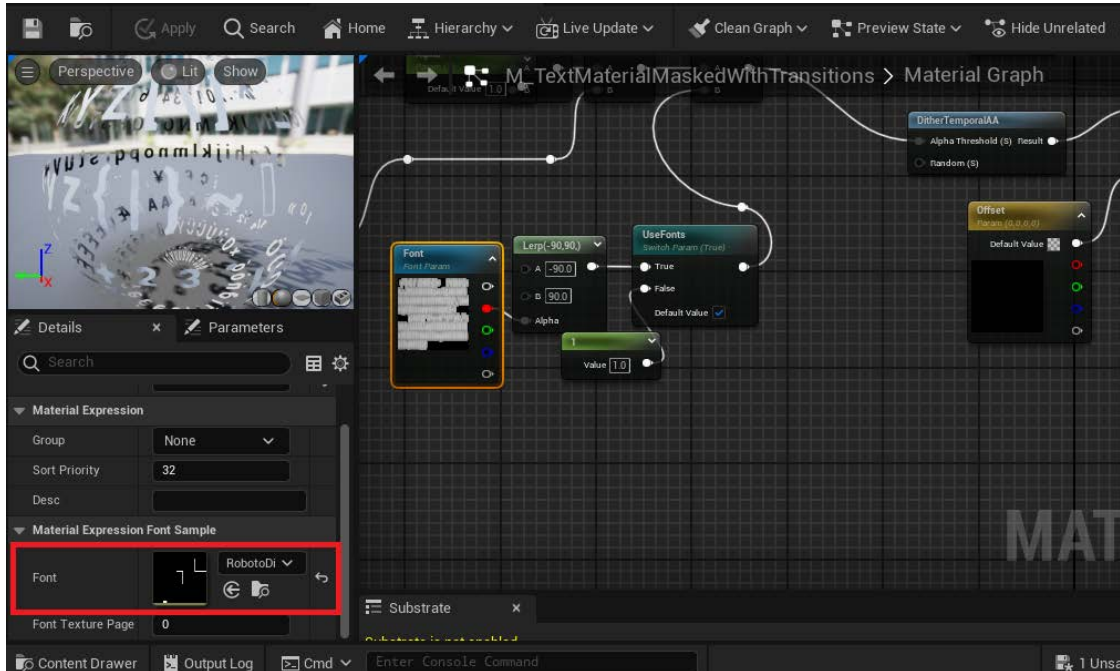 Apply
Search
Home
Hierarchy
Live Update
Clean Graph
Preview State
Hide Unrelated
Perspective
Lit
Show
M_TextMaterialMaskedWithTransitions > Material Graph
Default Value 1.0
B
B
DitherTemporalAA
Alpha Threshold (S) Result
Random (S)
Offset
Param (0,0,0,0)
Default Value
Font
Font Param
Lerp(-90,90,)
A -90.0
B 90.0
Alpha
UseFonts
Switch Param (True)
True
False
Default Value
1
Value 1.0
Z
X
Details
Parameters
Search
Material Expression
Group None
Sort Priority 32
Desc
Material Expression Font Sample
Font RobotoDi
Font Texture Page 0
MAT
Substrate
Substrate is not enabled
Content Drawer
Output Log
Cmd
Enter Console Command
1 Unsa